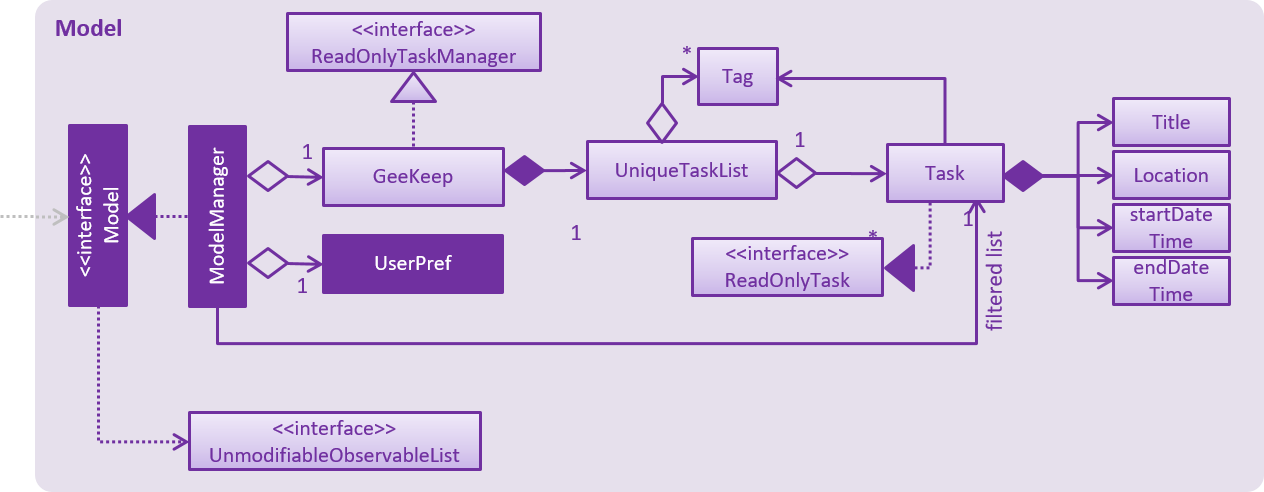 Model
<<interface>>
ReadOnlyTaskManager
*
Tag
<<interface>>
Model
ModelManager
1
GeeKeep
UniqueTaskList
1
Task
Title
Location
startDate
Time
endDate
Time
1
UserPref
1
<<interface>>
ReadOnlyTask
*
1
filtered list
<<interface>>
UnmodifiableObservableList